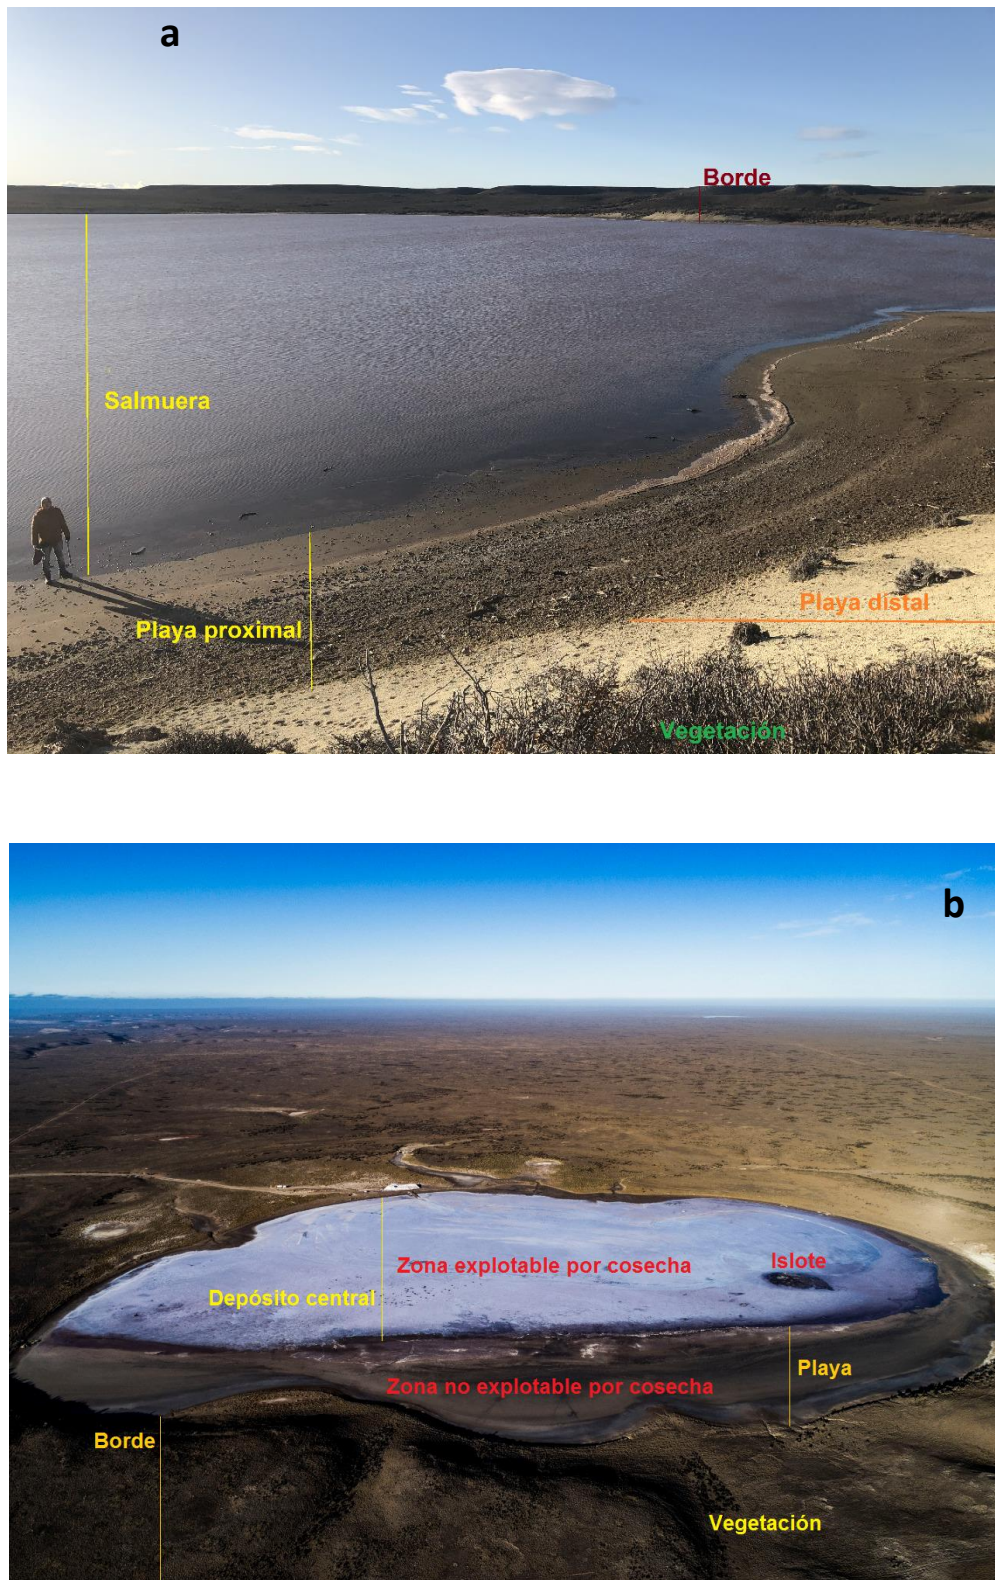 a
Borde
Salmuera
Playa distal
Playa proximal
Vegetación
b
Zona explotable por cosecha
Islote
Depósito central
Playa
Zona no explotable por cosecha
Borde
Vegetación